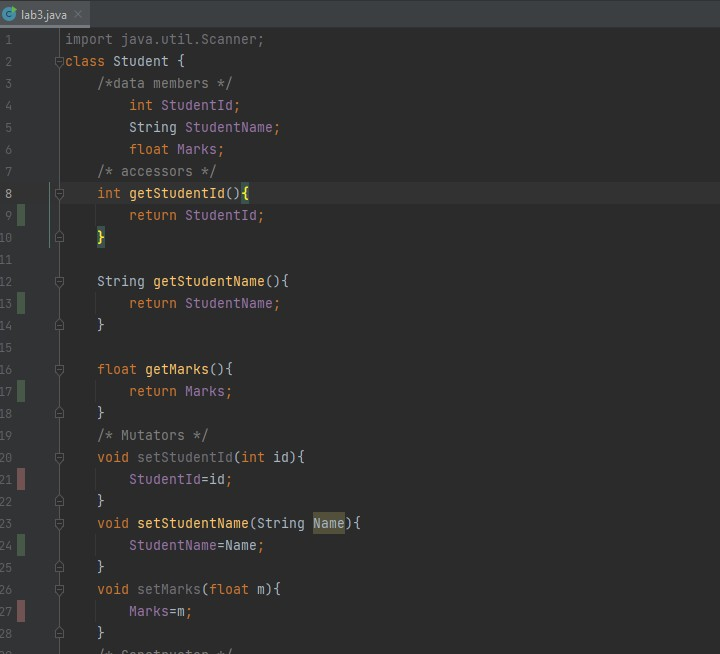 lab3.java
1 import java.util.Scanner;
2 class Student {
3 /*data members */
4 int StudentId;
5 String StudentName;
6 float Marks;
7 /* accessors */
8 int getStudentId(){
9 return StudentId;
10 }
11
12 String getStudentName(){
13 return StudentName;
14 }
15
16 float getMarks(){
17 return Marks;
18 }
19 /* Mutators */
20 void setStudentId(int id){
21 StudentId=id;
22 }
23 void setStudentName(String Name){
24 StudentName=Name;
25 }
26 void setMarks(float m){
27 Marks=m;
28 }
/* Constructor */